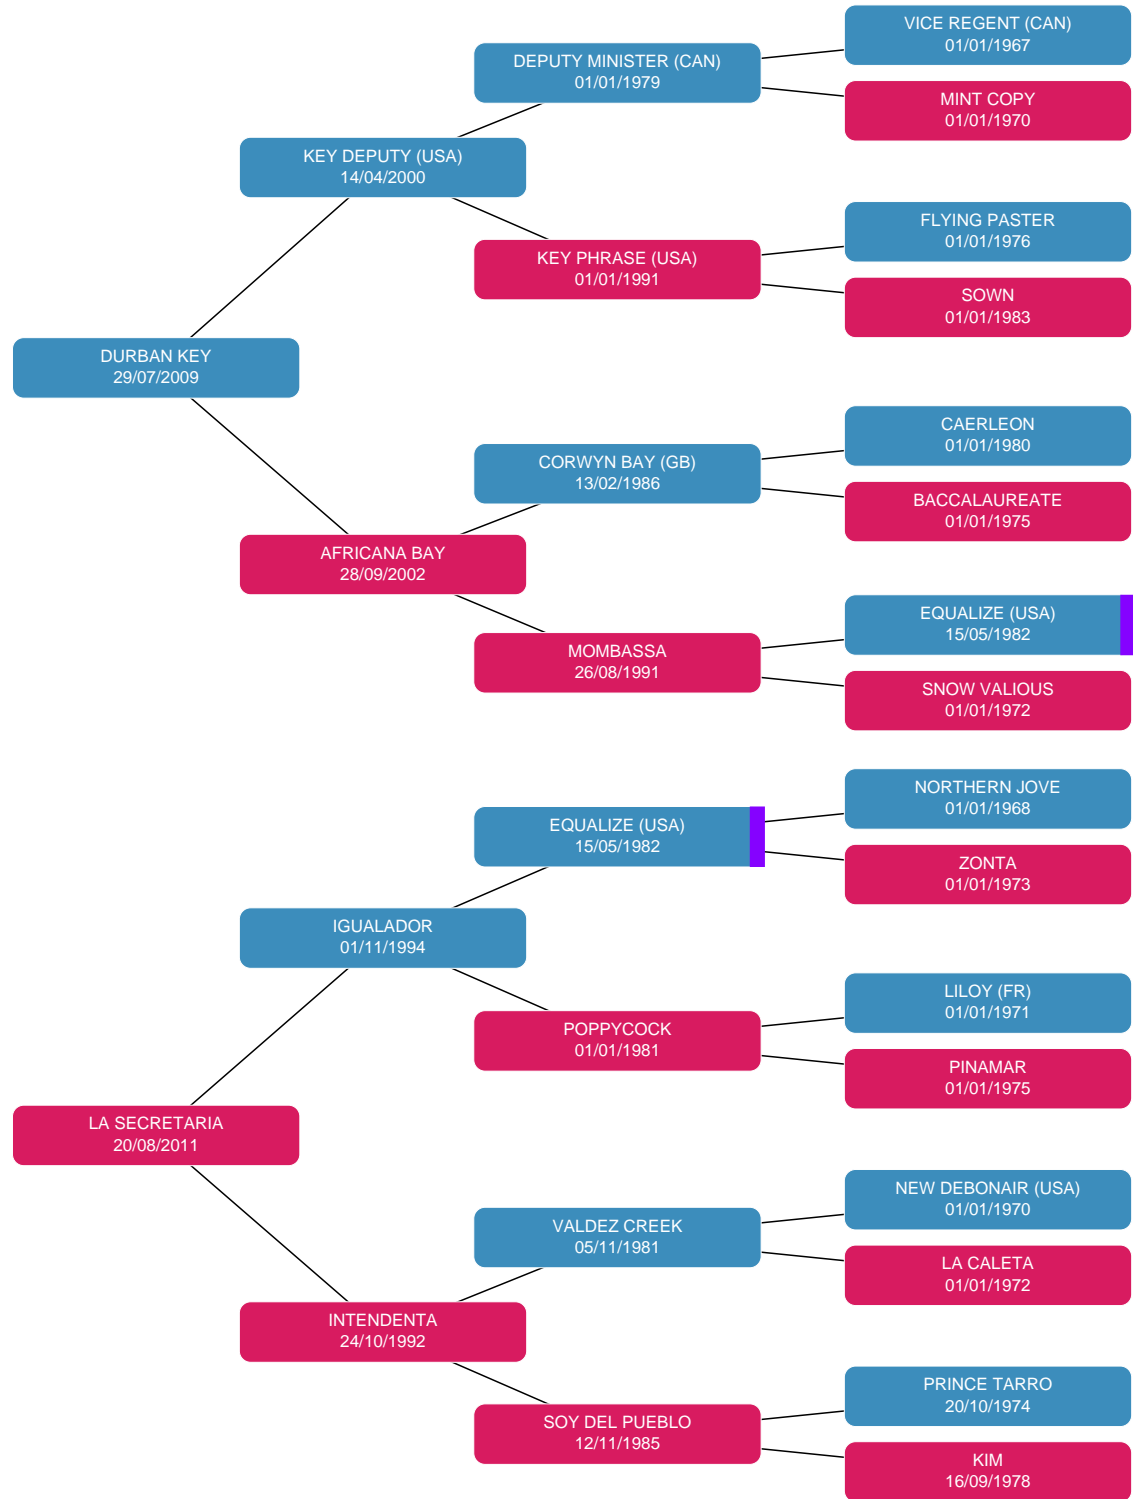 VICE REGENT (CAN)
01/01/1967
DEPUTY MINISTER (CAN)
01/01/1979
MINT COPY
01/01/1970
KEY DEPUTY (USA)
14/04/2000
FLYING PASTER
01/01/1976
KEY PHRASE (USA)
01/01/1991
SOWN
01/01/1983
DURBAN KEY
29/07/2009
CAERLEON
01/01/1980
CORWYN BAY (GB)
13/02/1986
BACCALAUREATE
01/01/1975
AFRICANA BAY
28/09/2002
EQUALIZE (USA)
15/05/1982
MOMBASSA
26/08/1991
SNOW VALIOUS
01/01/1972
NORTHERN JOVE
01/01/1968
EQUALIZE (USA)
15/05/1982
ZONTA
01/01/1973
IGUALADOR
01/11/1994
LILOY (FR)
01/01/1971
POPPYCOCK
01/01/1981
PINAMAR
01/01/1975
LA SECRETARIA
20/08/2011
NEW DEBONAIR (USA)
01/01/1970
VALDEZ CREEK
05/11/1981
LA CALETA
01/01/1972
INTENDENTA
24/10/1992
PRINCE TARRO
20/10/1974
SOY DEL PUEBLO
12/11/1985
KIM
16/09/1978